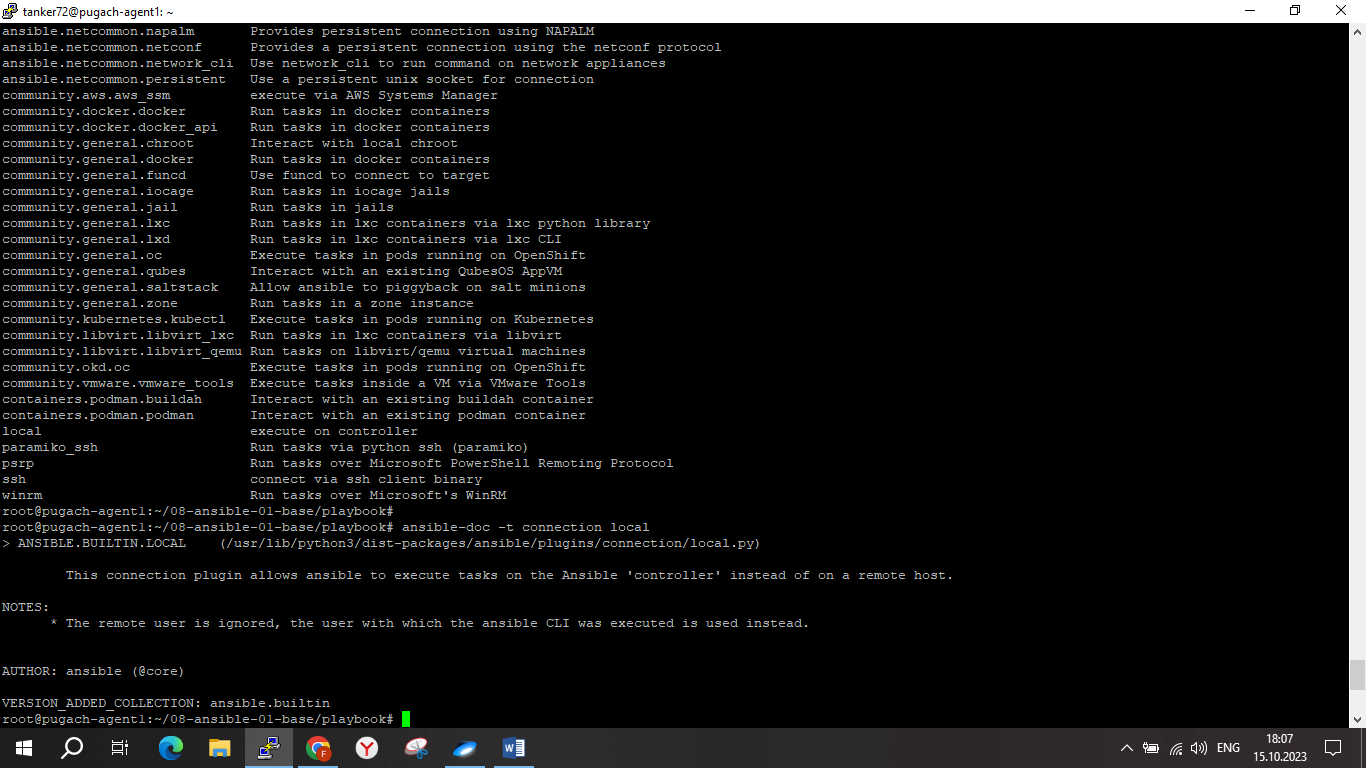 tanker72@pugach-agent1: ~
ansible.netcommon.napalm       Provides persistent connection using NAPALM
ansible.netcommon.netconf      Provides a persistent connection using the netconf protocol
ansible.netcommon.network_cli  Use network_cli to run command on network appliances
ansible.netcommon.persistent   Use a persistent unix socket for connection
community.aws.aws_ssm          execute via AWS Systems Manager
community.docker.docker        Run tasks in docker containers
community.docker.docker_api    Run tasks in docker containers
community.general.chroot       Interact with local chroot
community.general.docker       Run tasks in docker containers
community.general.funcd        Use funcd to connect to target
community.general.iocage       Run tasks in iocage jails
community.general.jail         Run tasks in jails
community.general.lxc          Run tasks in lxc containers via lxc python library
community.general.lxd          Run tasks in lxc containers via lxc CLI
community.general.oc           Execute tasks in pods running on OpenShift
community.general.qubes        Interact with an existing QubesOS AppVM
community.general.saltstack    Allow ansible to piggyback on salt minions
community.general.zone         Run tasks in a zone instance
community.kubernetes.kubectl   Execute tasks in pods running on Kubernetes
community.libvirt.libvirt_lxc  Run tasks in lxc containers via libvirt
community.libvirt.libvirt_qemu Run tasks on libvirt/qemu virtual machines
community.okd.oc               Execute tasks in pods running on OpenShift
community.vmware.vmware_tools  Execute tasks inside a VM via VMware Tools
containers.podman.buildah      Interact with an existing buildah container
containers.podman.podman       Interact with an existing podman container
local                          execute on controller
paramiko_ssh                   Run tasks via python ssh (paramiko)
psrp                           Run tasks over Microsoft PowerShell Remoting Protocol
ssh                            connect via ssh client binary
winrm                          Run tasks over Microsoft's WinRM
root@pugach-agent1:~/08-ansible-01-base/playbook#
root@pugach-agent1:~/08-ansible-01-base/playbook# ansible-doc -t connection local
> ANSIBLE.BUILTIN.LOCAL    (/usr/lib/python3/dist-packages/ansible/plugins/connection/local.py)
This connection plugin allows ansible to execute tasks on the Ansible 'controller' instead of on a remote host.
NOTES:
* The remote user is ignored, the user with which the ansible CLI was executed is used instead.
AUTHOR: ansible (@core)
VERSION_ADDED_COLLECTION: ansible.builtin
root@pugach-agent1:~/08-ansible-01-base/playbook#
ENG
18:07
15.10.2023